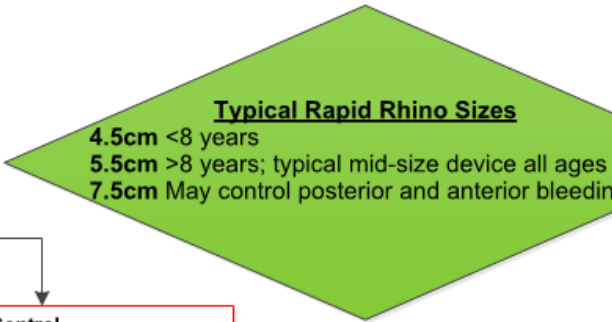 Typical Rapid Rhino Sizes
4.5cm <8 years
5.5cm >8 years; typical mid-size device all ages
7.5cm May control posterior and anterior